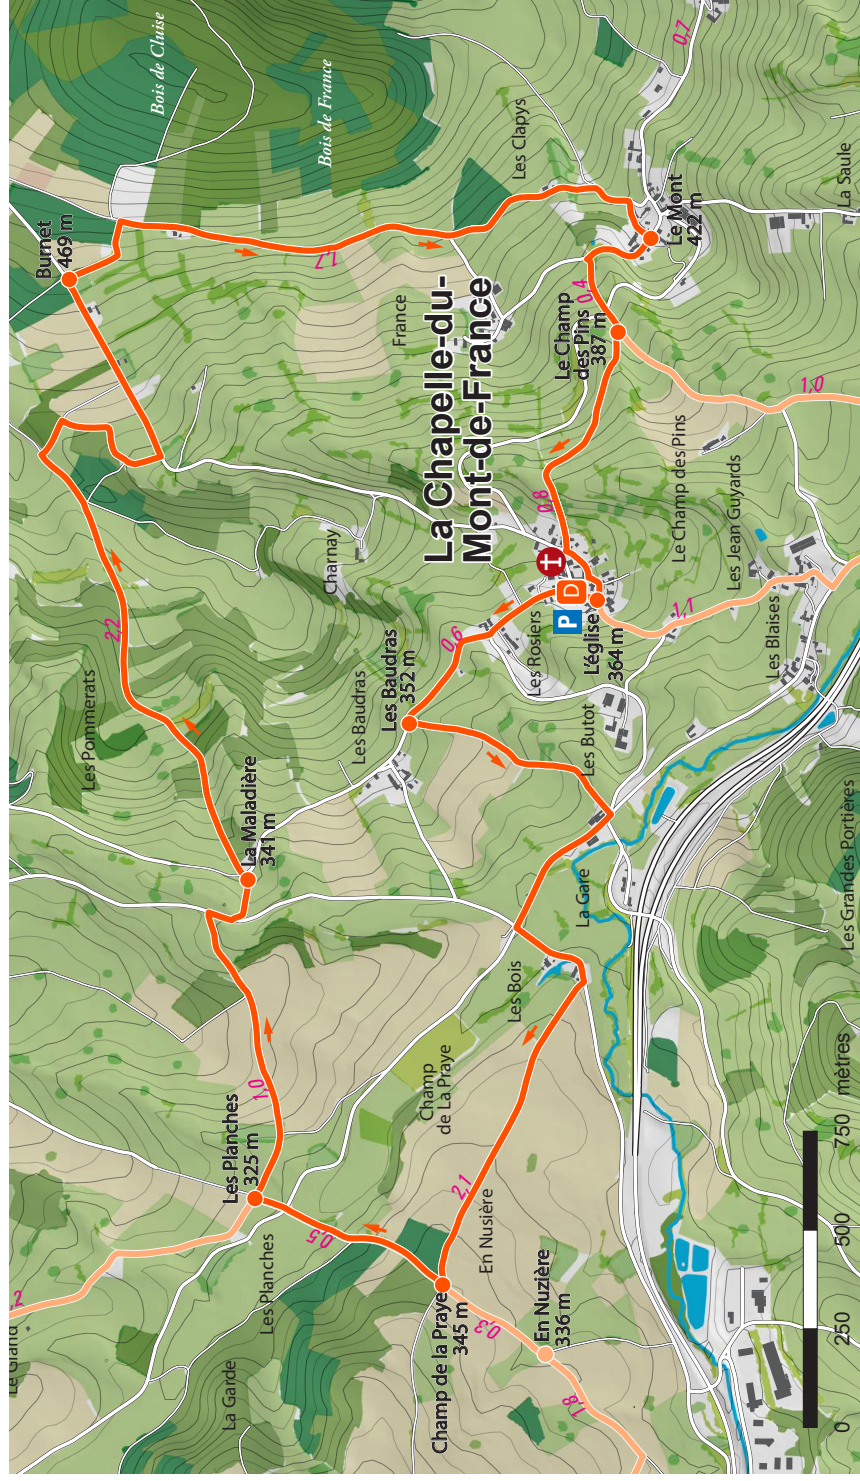 Bois de Cluise
Bois de France
Burnet
469 m
1,7
Les Clapys
0,7
La Saule
Le Mont
422 m
0,4
Le Champ
des Pins
387 m
France
La Chapelle-du-
Mont-de-France
1,0
Le Champ des Pins
Les Jean Guyards
0,8
Charnay
2,2
Les Pommerats
P
D
L'église
364 m
1,1
Les Blaises
Les Rosiers
0,6
Les Baudras
352 m
Les Baudras
Les Butot
La Maladière
341 m
La Gare
Les Grandes Portières
Les Bois
Champ
de La Praye
1,0
Les Planches
325 m
2,1
0,5
En Nusière
Les Planches
Champ de la Praye
345 m
0,3
En Nuzière
336 m
1,8
La Garde
Le Grand
,2
0 250 500 750 mètres